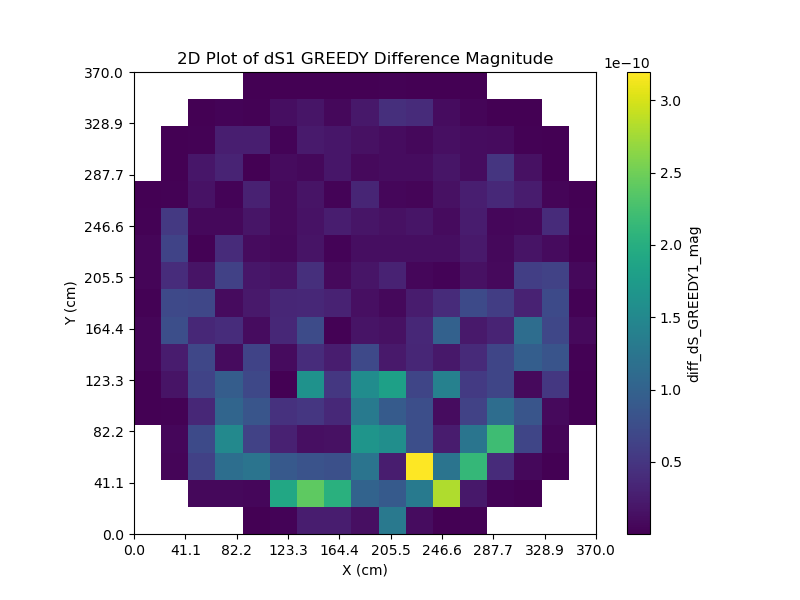 2D Plot of dS1 GREEDY Difference Magnitude
1e−10
370.0
328.9
287.7
246.6
205.5
164.4
123.3
82.2
41.1
0.0
Y (cm)
0.0 41.1 82.2 123.3 164.4 205.5 246.6 287.7 328.9 370.0
X (cm)
3.0
2.5
2.0
1.5
1.0
0.5
diff_dS_GREEDY1_mag